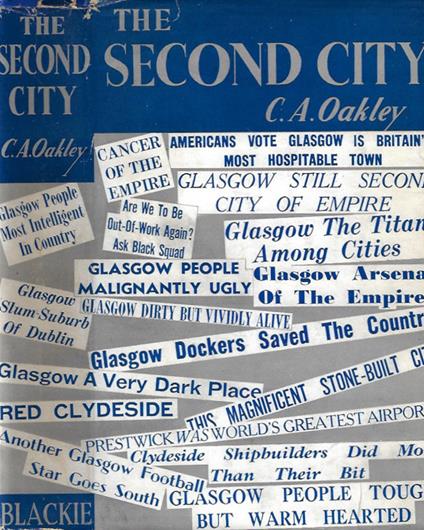 THE
SECOND
CITY
C.A.Oakley
THE
SECOND CITY
C.A.Oakley
CANCER
OF THE
EMPIRE
AMERICANS VOTE GLASGOW IS BRITAIN'
MOST HOSPITABLE TOWN
GLASGOW STILL SECON
CITY OF EMPIRE
Glasgow People
Most Intelligent
In Country
Are We To Be
Out-Of-Work Again?
Ask Black Squad
Glasgow The Titan
Among Cities
GLASGOW PEOPLE
MALIGNANTLY UGLY
Glasgow Arsena
Of The Empire
Glasgow
Slum-Suburb
Of Dublin
GLASGOW DIRTY BUT VIVIDLY ALIVE
Glasgow Dockers Saved The Countr
Glasgow A Very Dark Place
THIS MAGNIFICENT STONE-BUILT CI
RED CLYDESIDE
PRESTWICK WAS WORLD'S GREATEST AIRPOR
Another Glasgow Football
Star Goes South
Clydeside Shipbuilders Did Mo
Than Their Bit
GLASGOW PEOPLE TOUG
BUT WARM HEARTED
BLACKIE